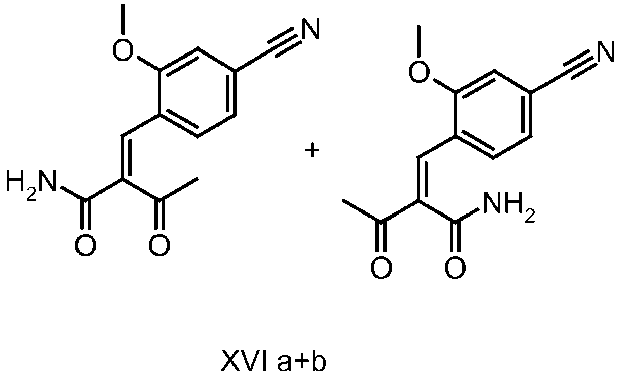 O N O N
H2N + NH2
O O O O
XVI a+b